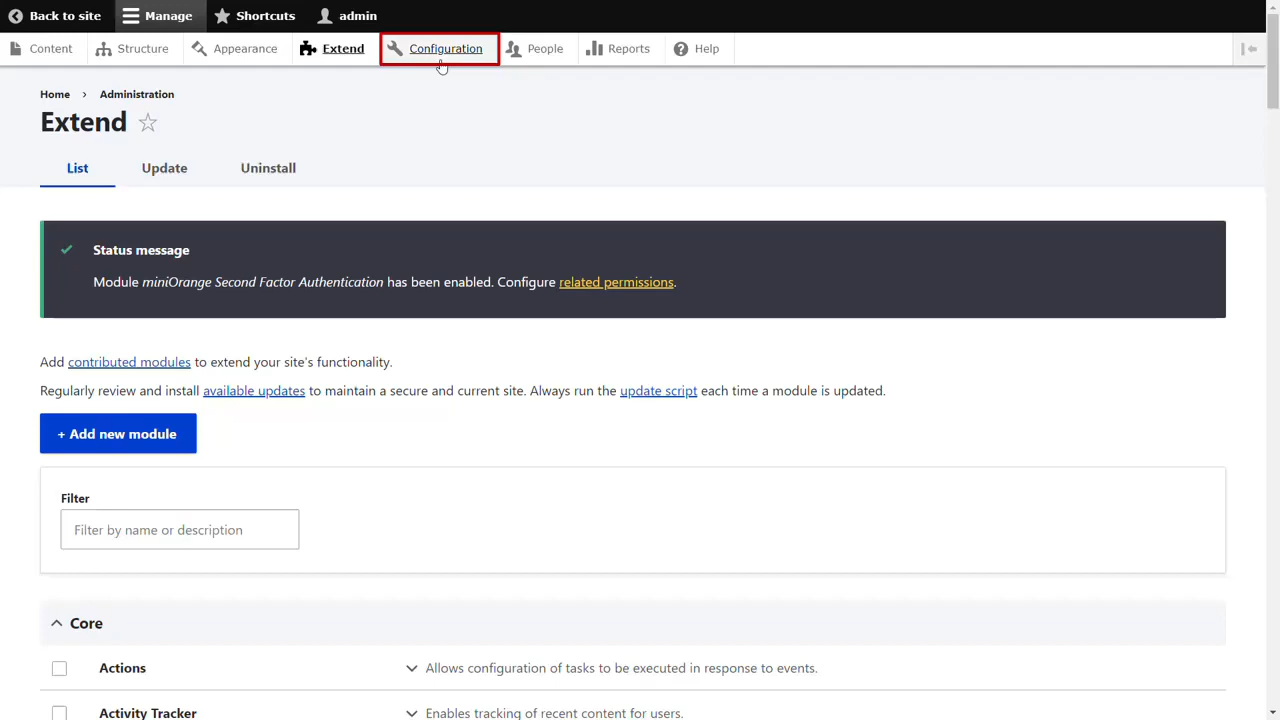 Back to site Manage Shortcuts admin
Content Structure Appearance Extend Configuration People Reports Help
Home › Administration
Extend
List Update Uninstall
Status message
Module miniOrange Second Factor Authentication has been enabled. Configure related permissions.
Add contributed modules to extend your site's functionality.
Regularly review and install available updates to maintain a secure and current site. Always run the update script each time a module is updated.
+ Add new module
Filter
Filter by name or description
Core
Actions Allows configuration of tasks to be executed in response to events.
Activity Tracker Enables tracking of recent content for users.